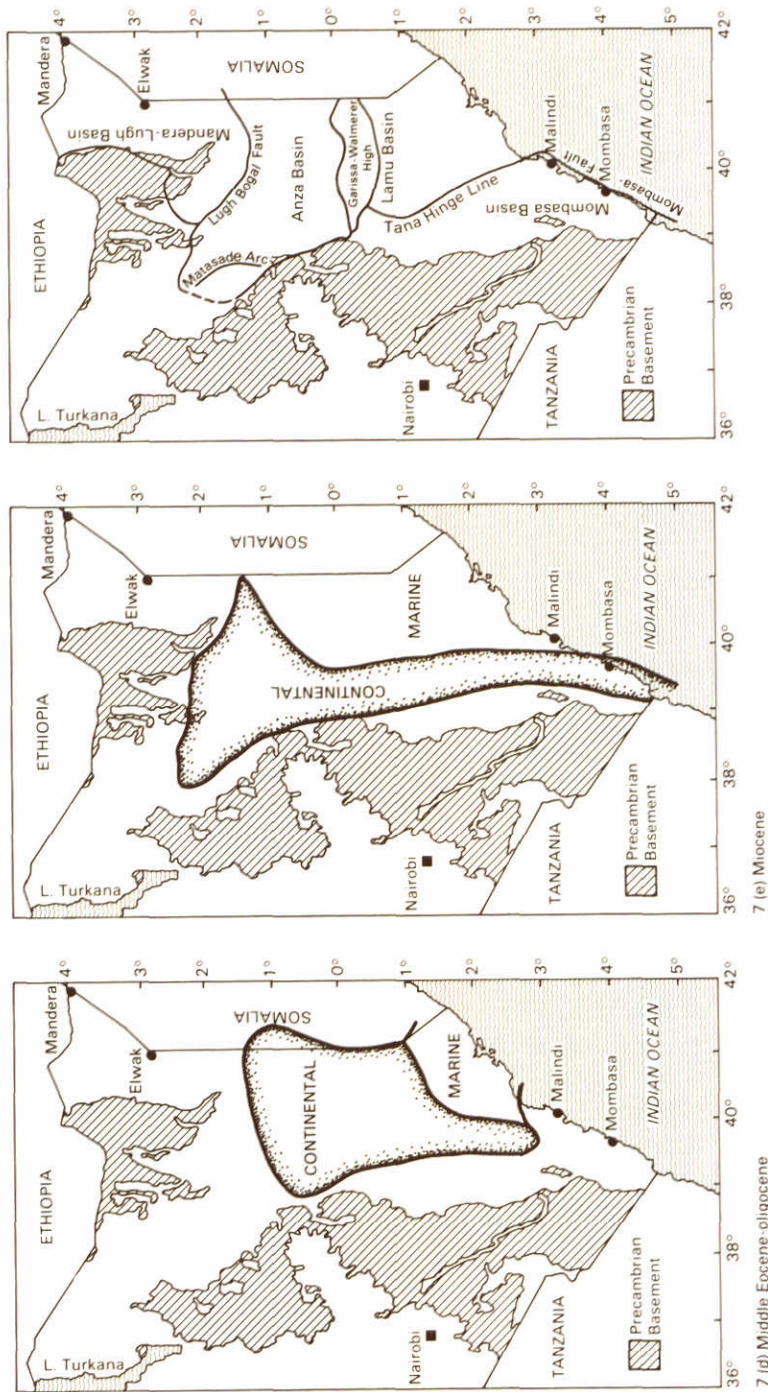 4°
3°
2°
1°
0°
1°
2°
3°
4°
5°
36°
38°
40°
42°
ETHIOPIA
L. Turkana
Mandera
Elwak
SOMALIA
CONTINENTAL
MARINE
Nairobi
Malindi
Mombasa
TANZANIA
INDIAN OCEAN
Precambrian
Basement
7 (d) Middle Eocene-oligocene
4°
3°
2°
1°
0°
1°
2°
3°
4°
5°
36°
38°
40°
42°
ETHIOPIA
L. Turkana
Mandera
Elwak
SOMALIA
CONTINENTAL
MARINE
Nairobi
Malindi
Mombasa
TANZANIA
INDIAN OCEAN
Precambrian
Basement
7 (e) Miocene
4°
3°
2°
1°
0°
1°
2°
3°
4°
5°
36°
38°
40°
42°
ETHIOPIA
L. Turkana
Mandera
Elwak
Mandera-Lugh Basin
SOMALIA
Lugh Bogal Fault
Matasade Arc
Anza Basin
Garissa-Walmerer
High
Lamu Basin
Tana Hinge Line
Mombasa Basin
Nairobi
Malindi
Mombasa
Mombasa-
Fault
TANZANIA
INDIAN OCEAN
Precambrian
Basement